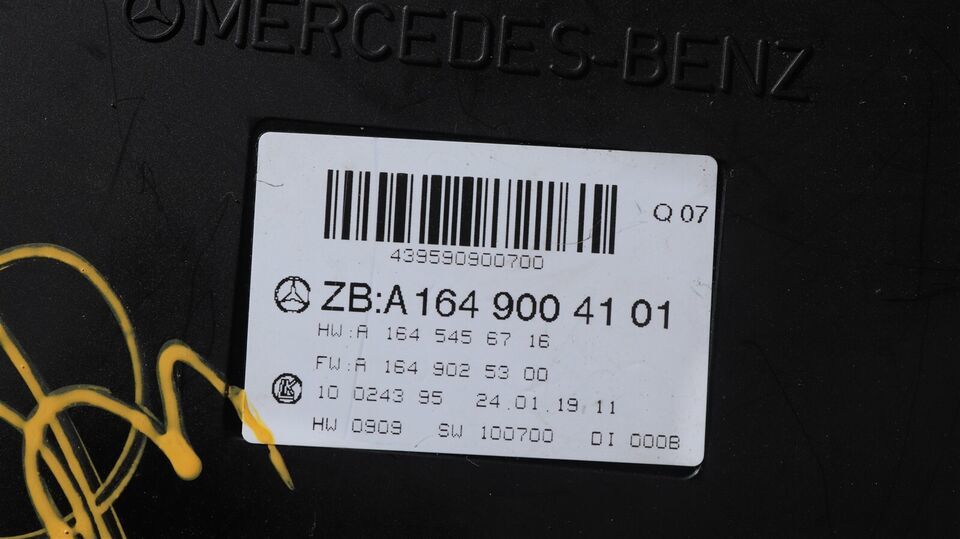 MERCEDES-BENZ
Q 07
439590900700
ZB:A 164 900 41 01
HW:A 164 545 67 16
FW:A 164 902 53 00
10 0243 95 24.01.19 11
HW 0909 SW 100700 DI 000B